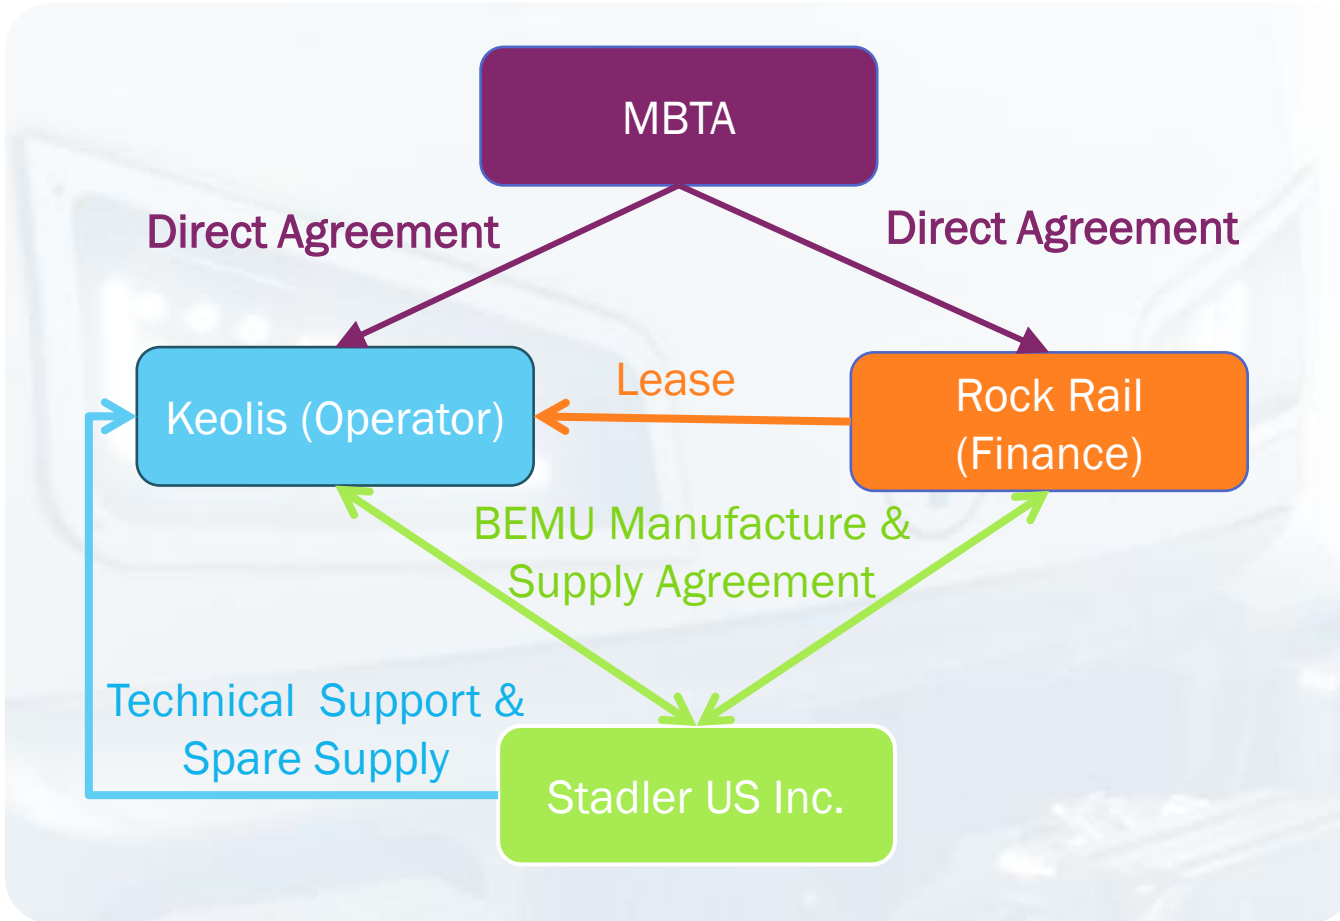 MBTA
Direct Agreement
Direct Agreement
Lease
Keolis (Operator)
Rock Rail
(Finance)
BEMU Manufacture &
Supply Agreement
Technical  Support &
Spare Supply
Stadler US Inc.